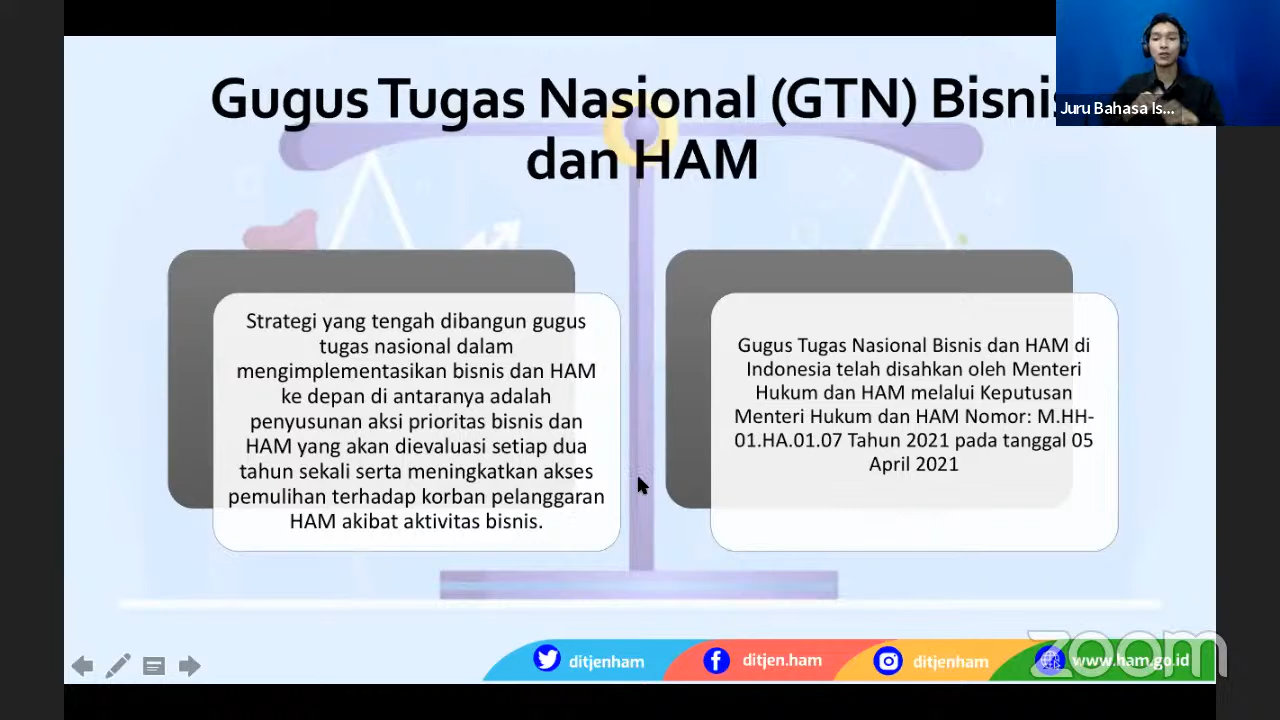 Gugus Tugas Nasional (GTN) Bisnis
dan HAM
Juru Bahasa Is...
Strategi yang tengah dibangun gugus
tugas nasional dalam
mengimplementasikan bisnis dan HAM
ke depan di antaranya adalah
penyusunan aksi prioritas bisnis dan
HAM yang akan dievaluasi setiap dua
tahun sekali serta meningkatkan akses
pemulihan terhadap korban pelanggaran
HAM akibat aktivitas bisnis.
Gugus Tugas Nasional Bisnis dan HAM di
Indonesia telah disahkan oleh Menteri
Hukum dan HAM melalui Keputusan
Menteri Hukum dan HAM Nomor: M.HH-
01.HA.01.07 Tahun 2021 pada tanggal 05
April 2021
ditjenham
ditjen.ham
ditjenham
www.ham.go.id
zoom